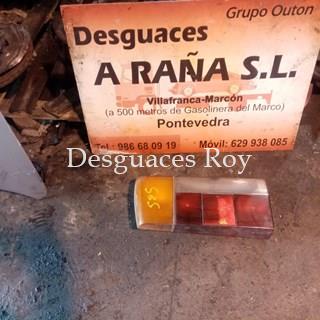 Grupo Outon
Desguaces
A RAÑA S.L.
Villafranca-Marcón
(a 500 metros de Gasolinera del Marco)
Pontevedra
Tel.: 986 68 09 19 Móvil: 629 938 085
Desguaces Roy